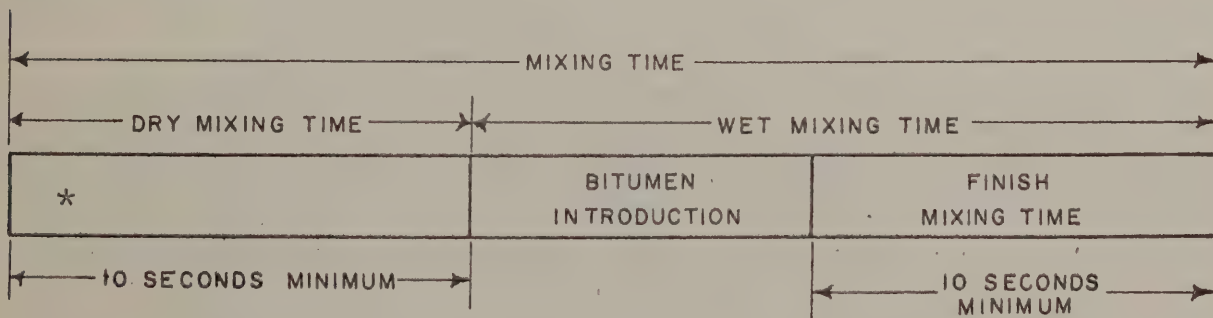 MIXING TIME
DRY MIXING TIME WET MIXING TIME
* BITUMEN INTRODUCTION FINISH MIXING TIME
10 SECONDS MINIMUM 10 SECONDS MINIMUM